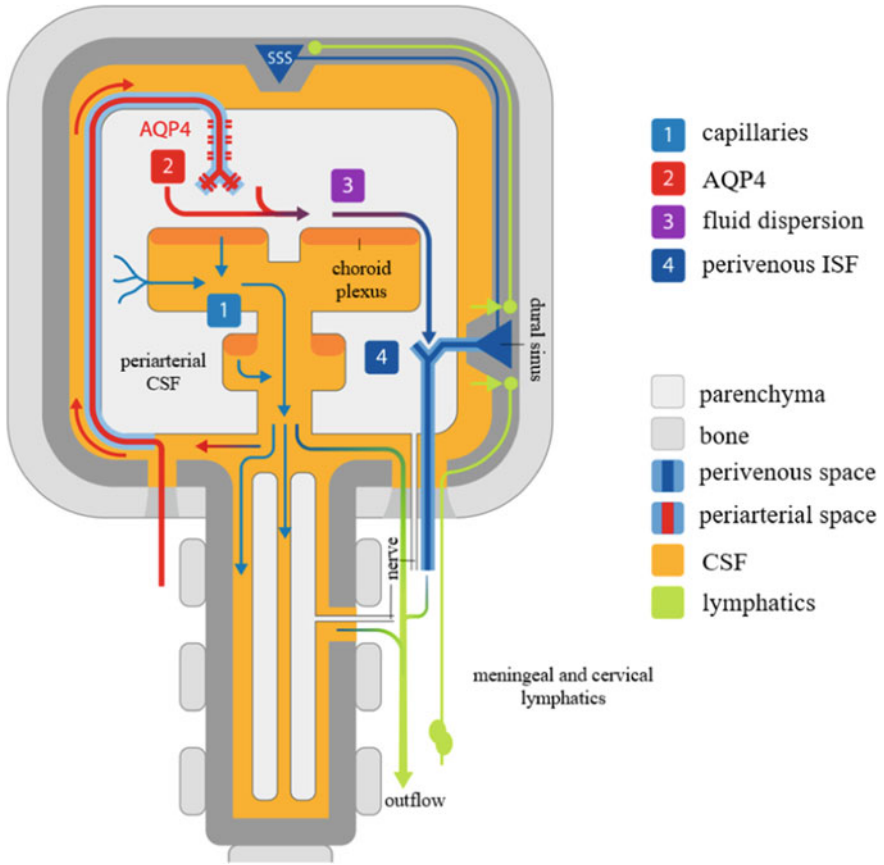 SSS
AQP4
2
3
choroid
plexus
1
periarterial
CSF
4
dural sinus
nerve
meningeal and cervical
lymphatics
outflow
1 capillaries
2 AQP4
3 fluid dispersion
4 perivenous ISF
parenchyma
bone
perivenous space
periarterial space
CSF
lymphatics